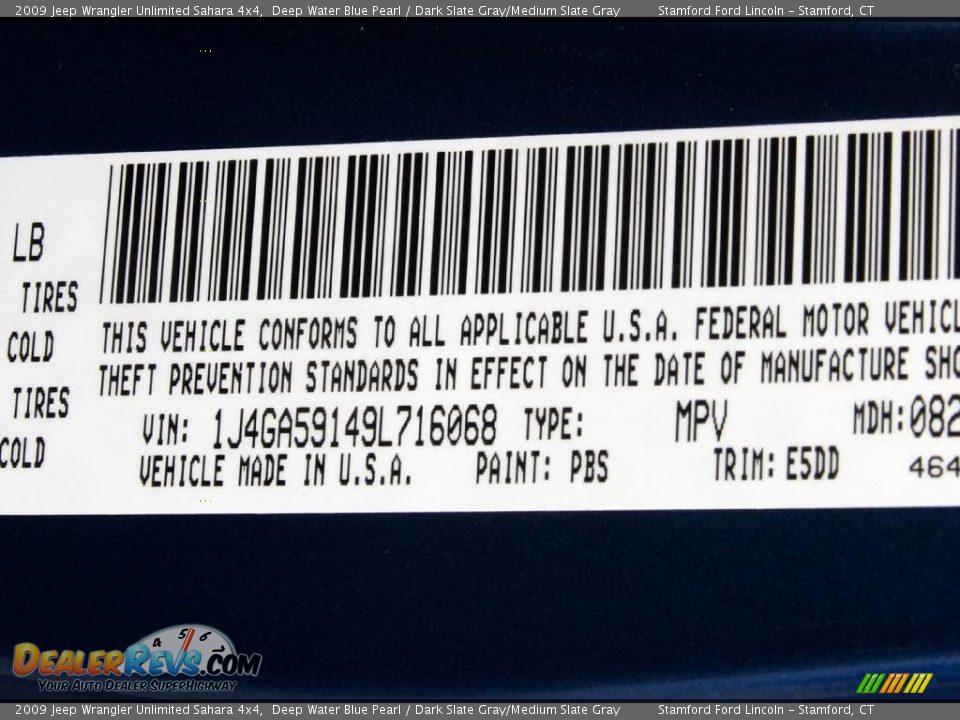 2009 Jeep Wrangler Unlimited Sahara 4x4, Deep Water Blue Pearl / Dark Slate Gray/Medium Slate Gray Stamford Ford Lincoln - Stamford, CT
LB
TIRES
COLD
TIRES
COLD
THIS VEHICLE CONFORMS TO ALL APPLICABLE U.S.A. FEDERAL MOTOR VEHICL
THEFT PREVENTION STANDARDS IN EFFECT ON THE DATE OF MANUFACTURE SHO
VIN: 1J4GA59149L716068 TYPE: MPV MDH:082
VEHICLE MADE IN U.S.A. PAINT: PBS TRIM: E5DD 464
4 5 6
DEALERREVS.COM
YOUR AUTO DEALER SUPERHIGHWAY
2009 Jeep Wrangler Unlimited Sahara 4x4, Deep Water Blue Pearl / Dark Slate Gray/Medium Slate Gray Stamford Ford Lincoln - Stamford, CT